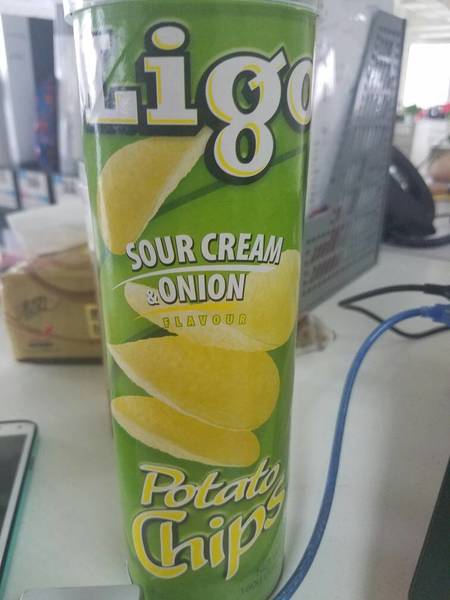 Ligo
SOUR CREAM
& ONION
FLAVOUR
Potato
Chips